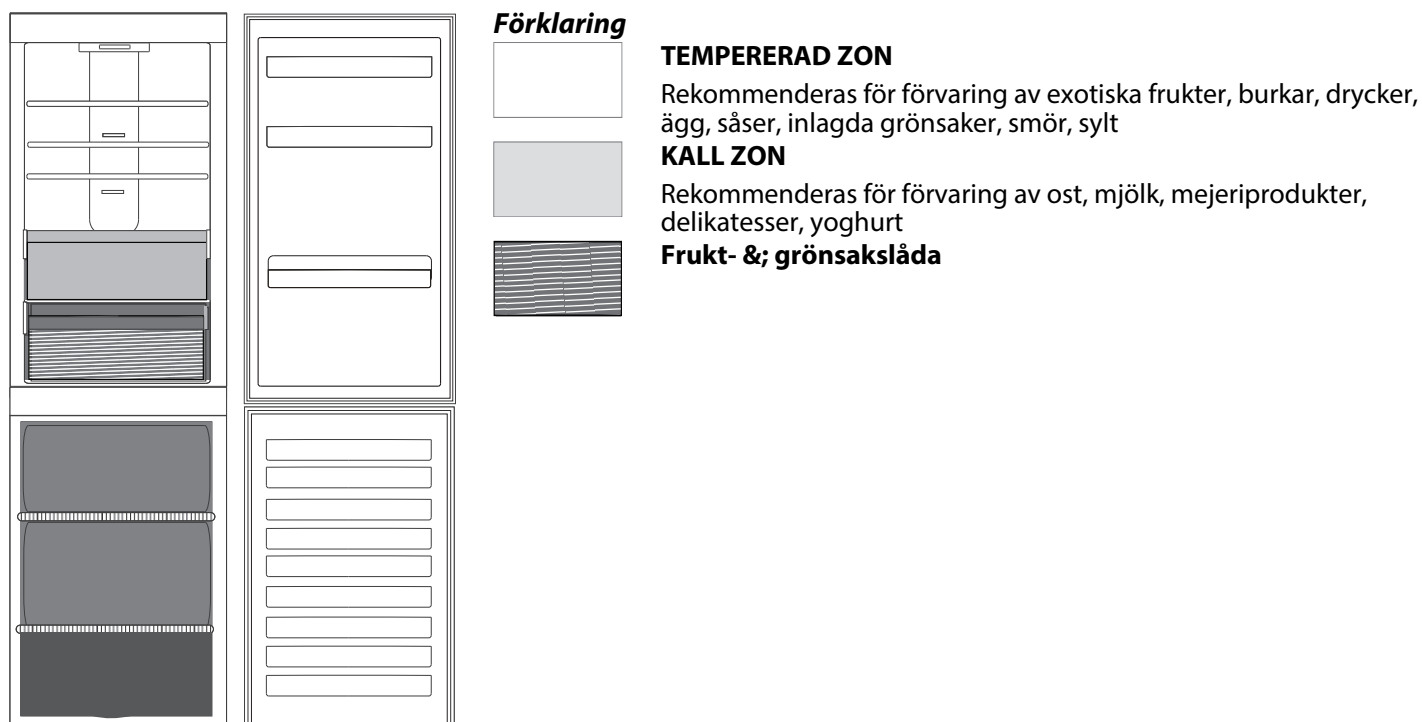 Förklaring
TEMPERERAD ZON
Rekommenderas för förvaring av exotiska frukter, burkar, drycker,
ägg, såser, inlagda grönsaker, smör, sylt
KALL ZON
Rekommenderas för förvaring av ost, mjölk, mejeriprodukter,
delikatesser, yoghurt
Frukt- &; grönsakslåda